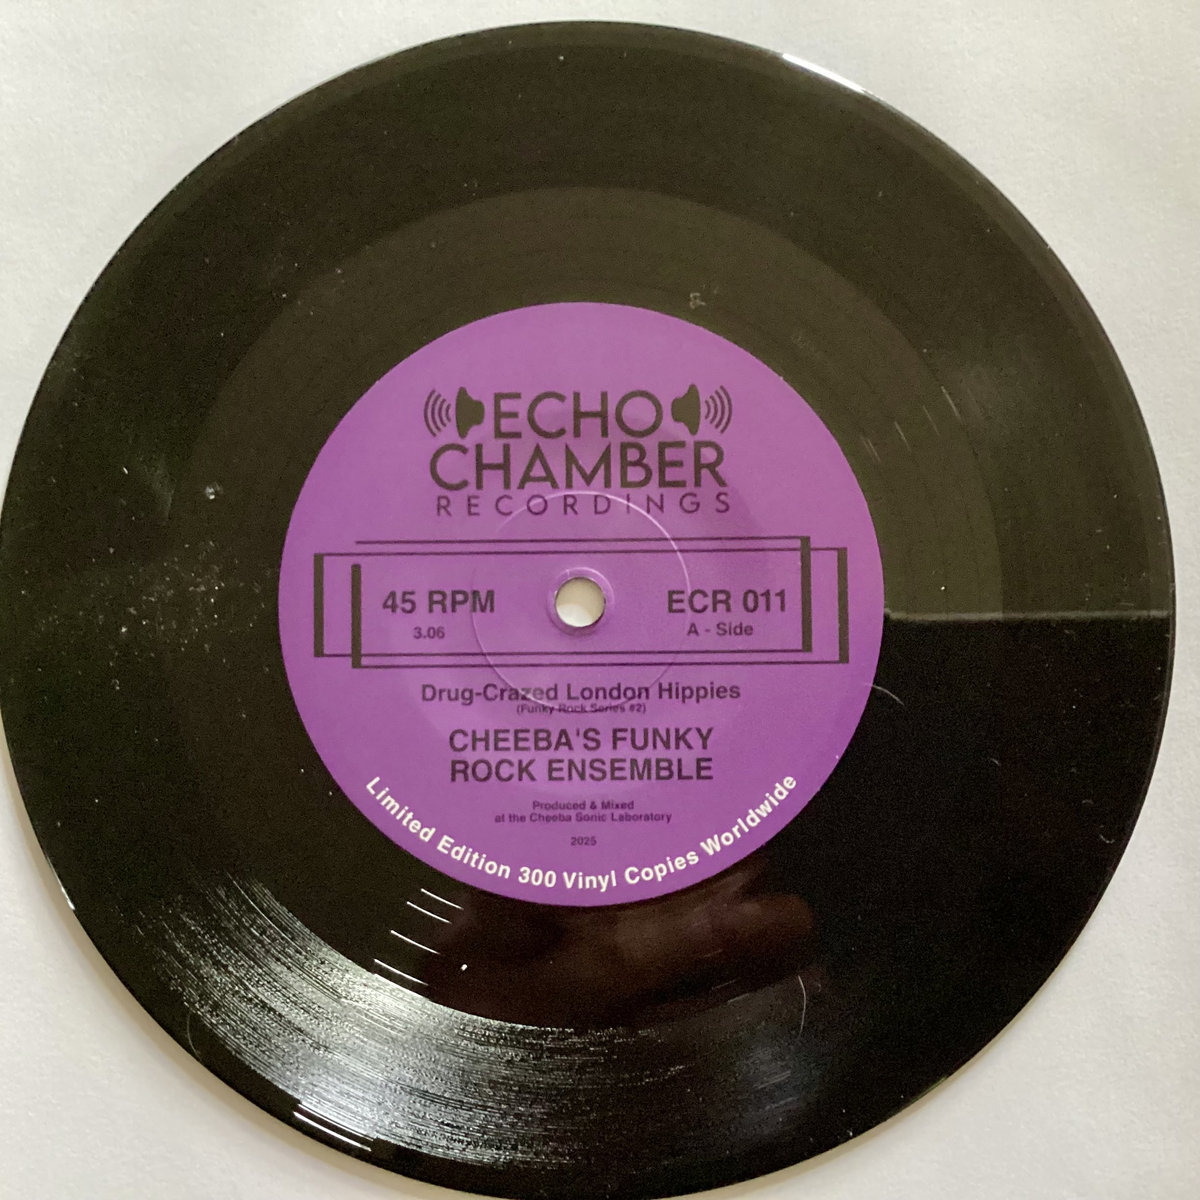 ECHO
CHAMBER
RECORDINGS
45 RPM
3.06
ECR 011
A - Side
Drug-Crazed London Hippies
(Funky Rock Series #2)
CHEEBA'S FUNKY
ROCK ENSEMBLE
Produced & Mixed
at the Cheeba Sonic Laboratory
2025
Limited Edition 300 Vinyl Copies Worldwide